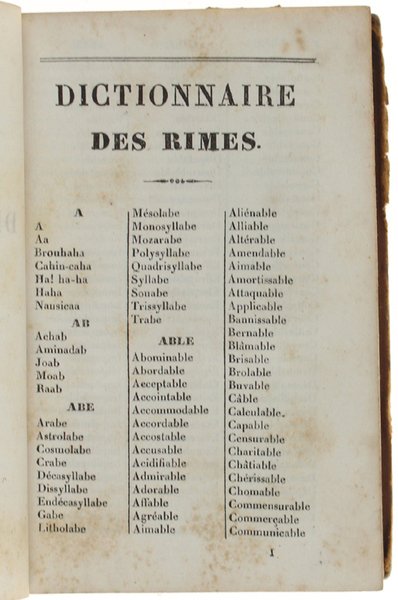 DICTIONNAIRE
DES RIMES.
A
A
Aa
Brouhaha
Cahin-caha
Ha! ha-ha
Haha
Nausicaa
AB
Achab
Aminadab
Joab
Moab
Raab
ABE
Arabe
Astrolabe
Cosmolabe
Crabe
Décasyllabe
Dissyllabe
Endécasyllabe
Gabe
Litholabe
Mésolabe
Monosyllabe
Mozarabe
Polysyllabe
Quadrisyllabe
Syllabe
Souabe
Trissyllabe
Trabe
ABLE
Abominable
Abordable
Acceptable
Accointable
Accommodable
Accordable
Accostable
Accusable
Acidifiable
Admirable
Adorable
Affable
Agréable
Aimable
Aliénable
Alliable
Altérable
Amendable
Aimable
Amortissable
Attaquable
Applicable
Bannissable
Bernable
Blâmable
Brisable
Brolable
Buvable
Câble
Calculable.
Capable
Censurable
Charitable
Châtiable
Chérissable
Chomable
Commensurable
Commerçable
Communicable
1